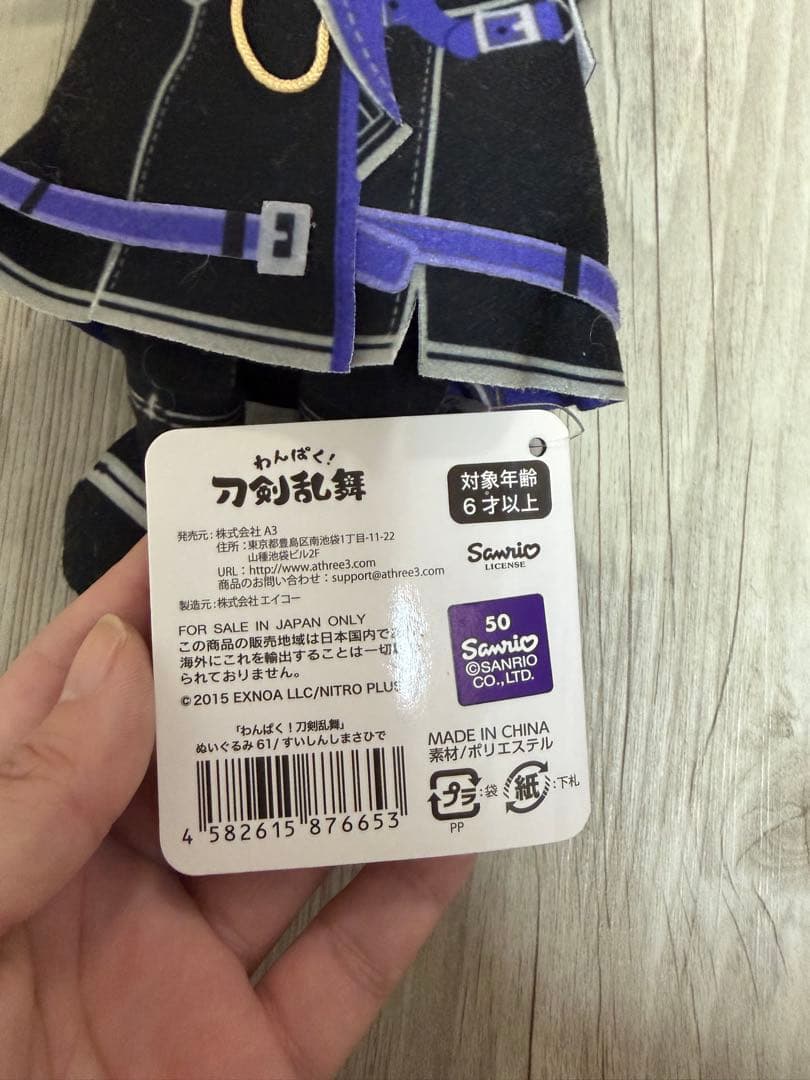 わんぱく!
刀剣乱舞
対象年齢
6才以上
発売元:株式会社 A3
住所:東京都豊島区南池袋1丁目-11-22
山種池袋ビル2F
URL:http://www.athree3.com
商品のお問い合わせ:support@athree3.com
製造元:株式会社エイコー
Sanrio
LICENSE
FOR SALE IN JAPAN ONLY
この商品の販売地域は日本国内で
海外にこれを輸出することは一切
られておりません。
©2015 EXNOA LLC/NITRO PLUS
50
Sanrio
©SANRIO
CO.,LTD.
「わんぱく!刀剣乱舞」
ぬいぐるみ 61/すいしんしまさひで
4 582615 876653
MADE IN CHINA
素材/ポリエステル
プラ:袋
PP
紙:下札